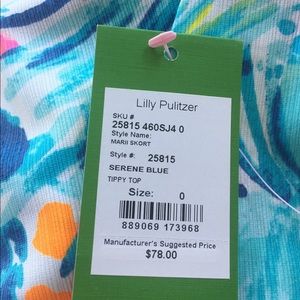 Lilly Pulitzer
SKU #
25815 460SJ4 0
Style Name:
MARII SKORT
Style #: 25815
SERENE BLUE
TIPPY TOP
Size: 0
889069 173968
Manufacturer's Suggested Price
$78.00